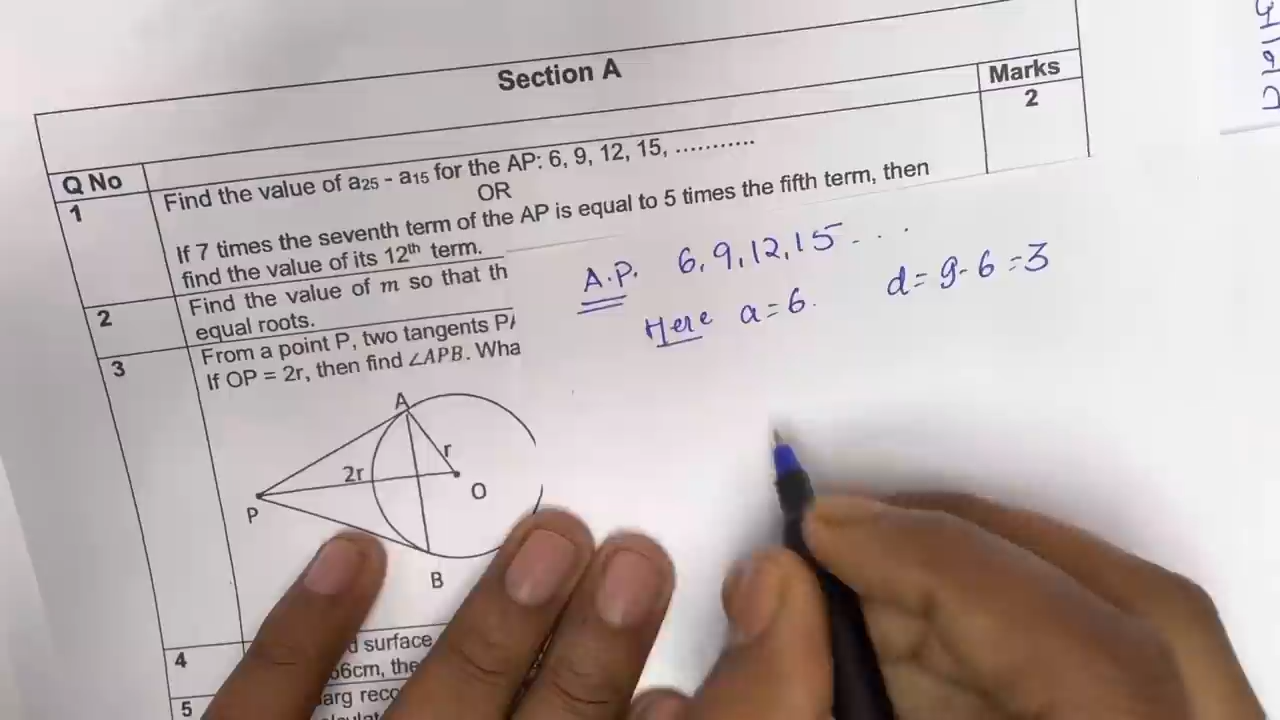 Section A
Q No
Marks
1
Find the value of a25 - a15 for the AP: 6, 9, 12, 15, ...........
2
OR
If 7 times the seventh term of the AP is equal to 5 times the fifth term, then
find the value of its 12th term.
A.P. 6, 9, 12, 15 - . . .
Here a = 6. d = 9 - 6 = 3
2
Find the value of m so that th
equal roots.
3
From a point P, two tangents PA
If OP = 2r, then find ∠APB. Wha
A
r
2r
O
P
B
4
surface
66cm, the
5